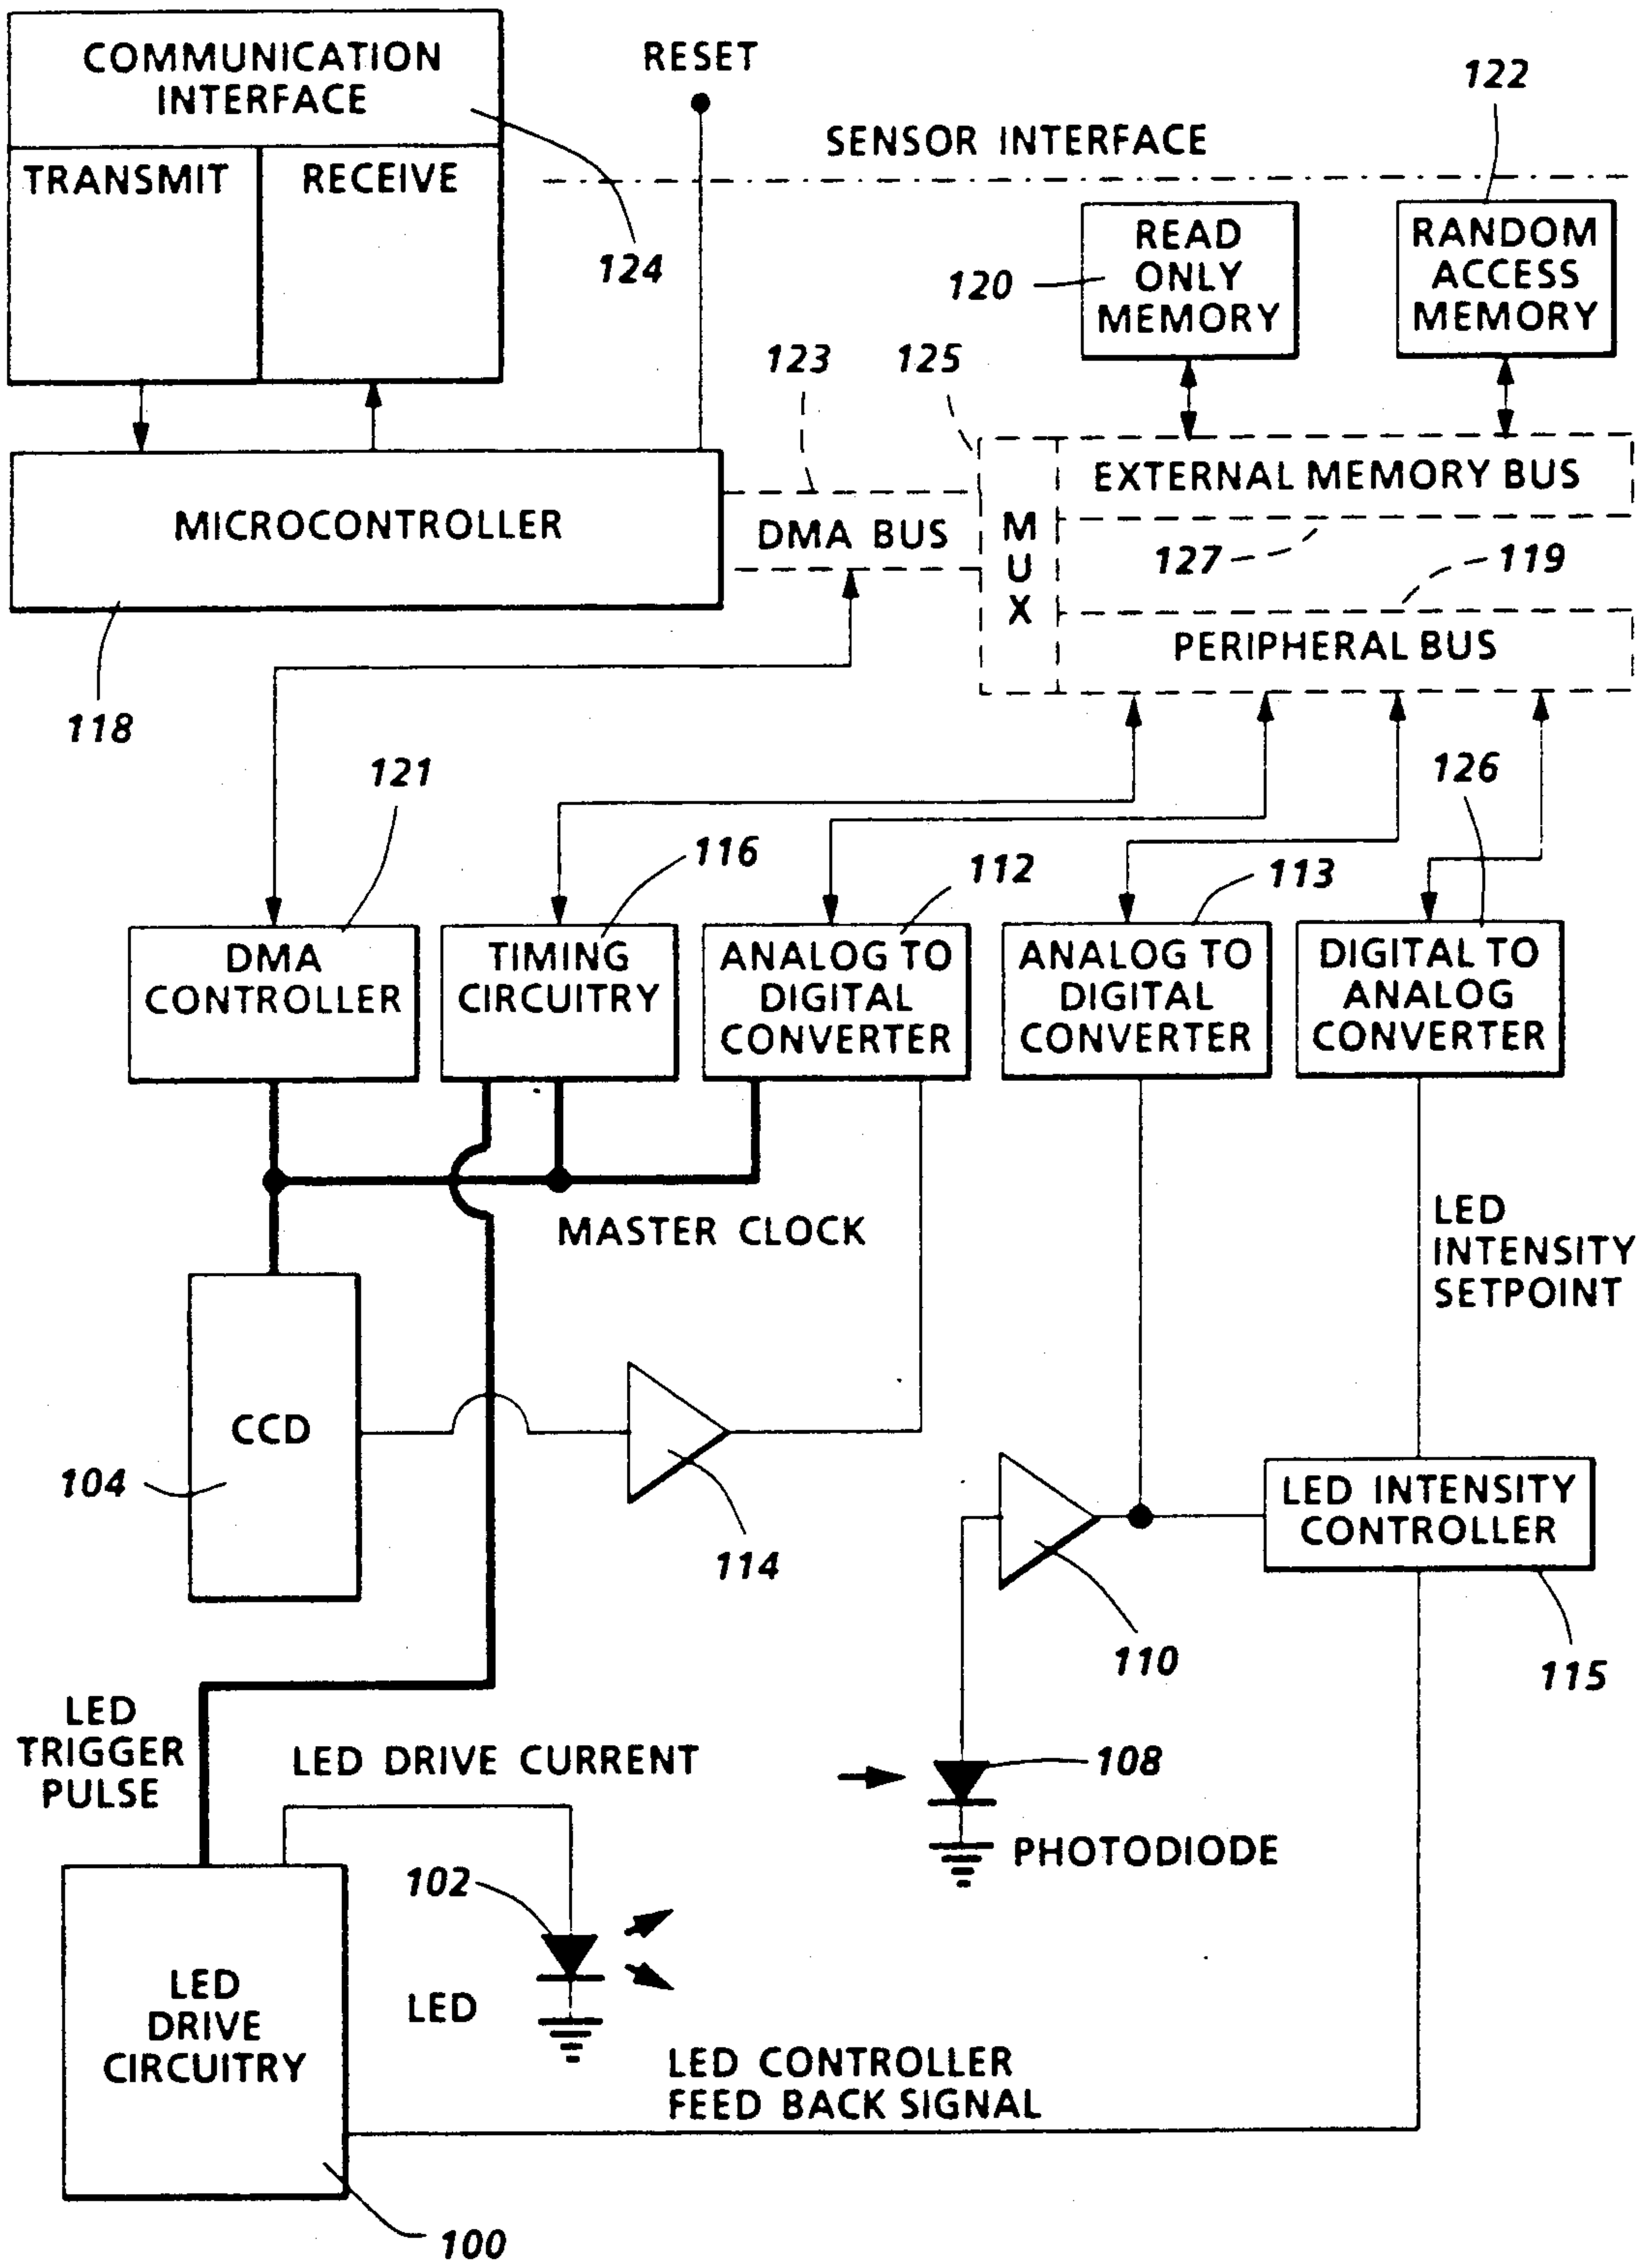 COMMUNICATION
INTERFACE
TRANSMIT
RECEIVE
124
RESET
SENSOR INTERFACE
122
READ
ONLY
MEMORY
120
RANDOM
ACCESS
MEMORY
123
125
MICROCONTROLLER
118
DMA BUS
M
U
X
EXTERNAL MEMORY BUS
127
119
PERIPHERAL BUS
121
116
112
113
126
DMA
CONTROLLER
TIMING
CIRCUITRY
ANALOG TO
DIGITAL
CONVERTER
ANALOG TO
DIGITAL
CONVERTER
DIGITAL TO
ANALOG
CONVERTER
MASTER CLOCK
LED
INTENSITY
SETPOINT
CCD
104
114
110
LED INTENSITY
CONTROLLER
115
LED
TRIGGER
PULSE
LED DRIVE CURRENT
108
PHOTODIODE
102
LED
LED
DRIVE
CIRCUITRY
LED CONTROLLER
FEED BACK SIGNAL
100